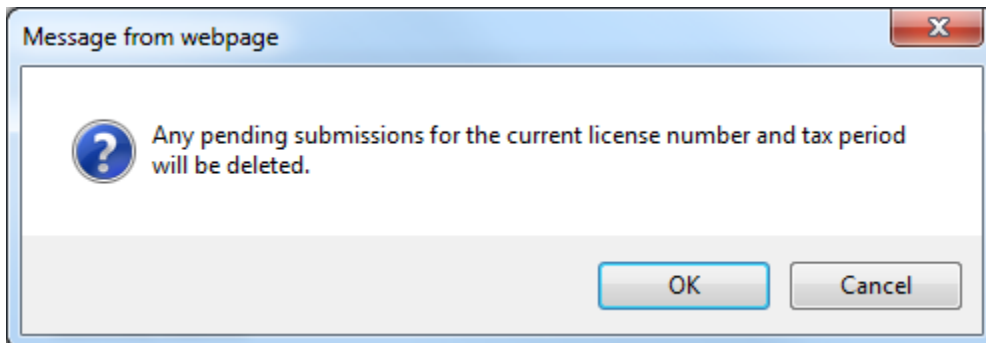 Message from webpage
Any pending submissions for the current license number and tax period
will be deleted.
OK
Cancel